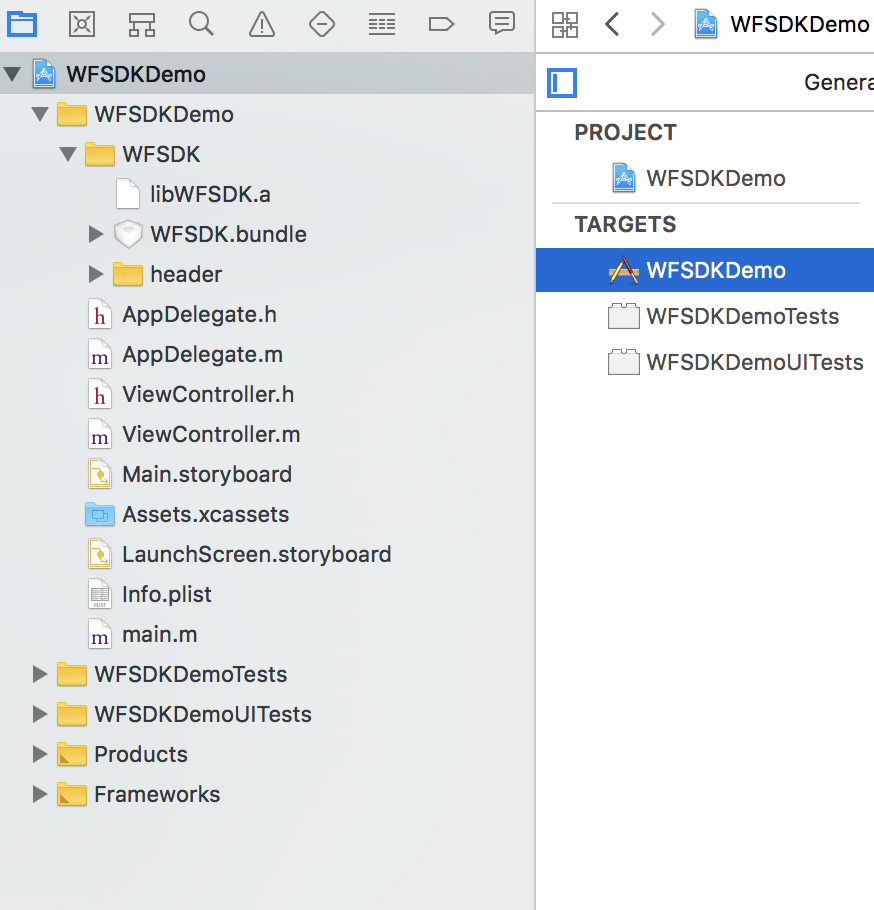 WFSDKDemo
WFSDKDemo
WFSDK
libWFSDK.a
WFSDK.bundle
header
h AppDelegate.h
m AppDelegate.m
h ViewController.h
m ViewController.m
Main.storyboard
Assets.xcassets
LaunchScreen.storyboard
PLIST Info.plist
m main.m
WFSDKDemoTests
WFSDKDemoUITests
Products
Frameworks
WFSDKDemo
Genera
PROJECT
WFSDKDemo
TARGETS
WFSDKDemo
WFSDKDemoTests
WFSDKDemoUITests